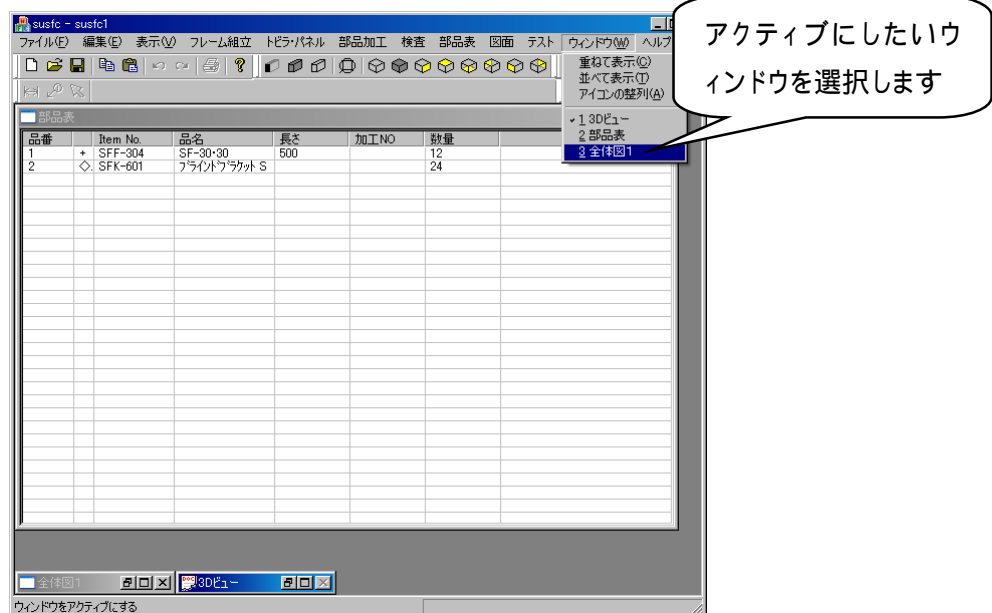 susfc - susfc1
ファイル(F) 編集(E) 表示(V) フレーム組立 トビラ・パネル 部品加工 検査 部品表 図面 テスト ウィンドウ(W) ヘルプ
アクティブにしたいウ
ィンドウを選択します
重ねて表示(C)
並べて表示(T)
アイコンの整列(A)
1 3Dビュー
2 部品表
3 全体図1
部品表
品番 Item No. 品名 長さ 加工NO 数量
1 + SFF-304 SF-30・30 500 12
2 ◇. SFK-601 ブラインドブラケット S 24
全体図1
3Dビュー
ウィンドウをアクティブにする